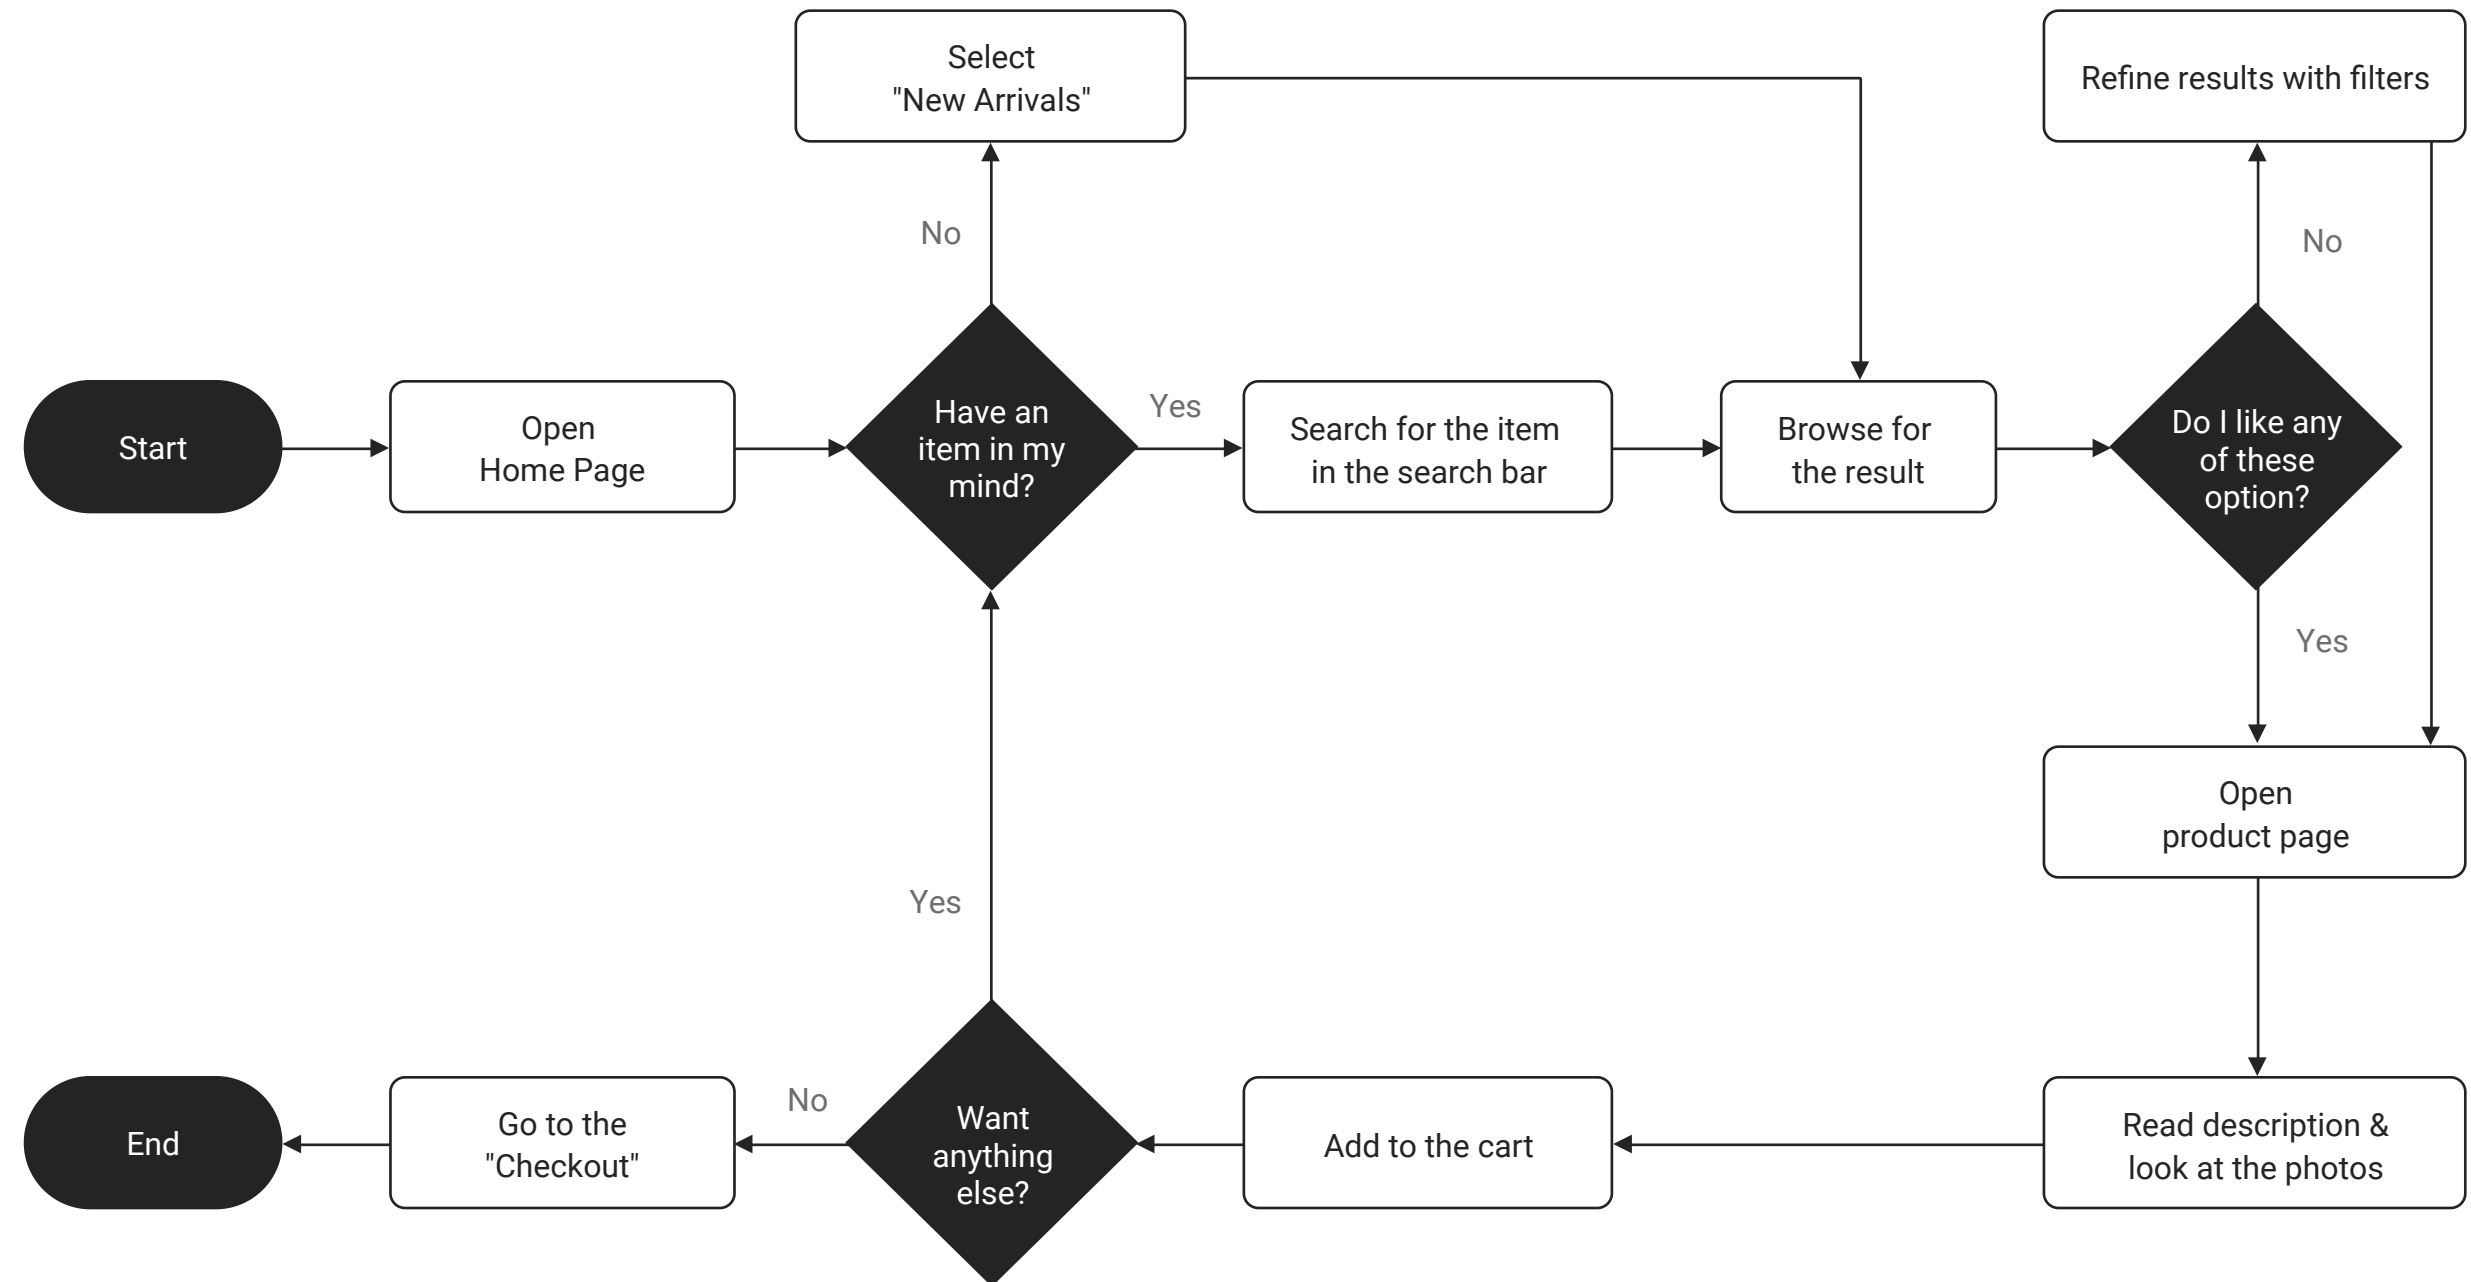 Select
"New Arrivals"
Refine results with filters
No
No
Start
Open
Home Page
Have an
item in my
mind?
Yes
Search for the item
in the search bar
Browse for
the result
Do I like any
of these
option?
Yes
Open
product page
Yes
End
Go to the
"Checkout"
No
Want
anything
else?
Add to the cart
Read description &
look at the photos